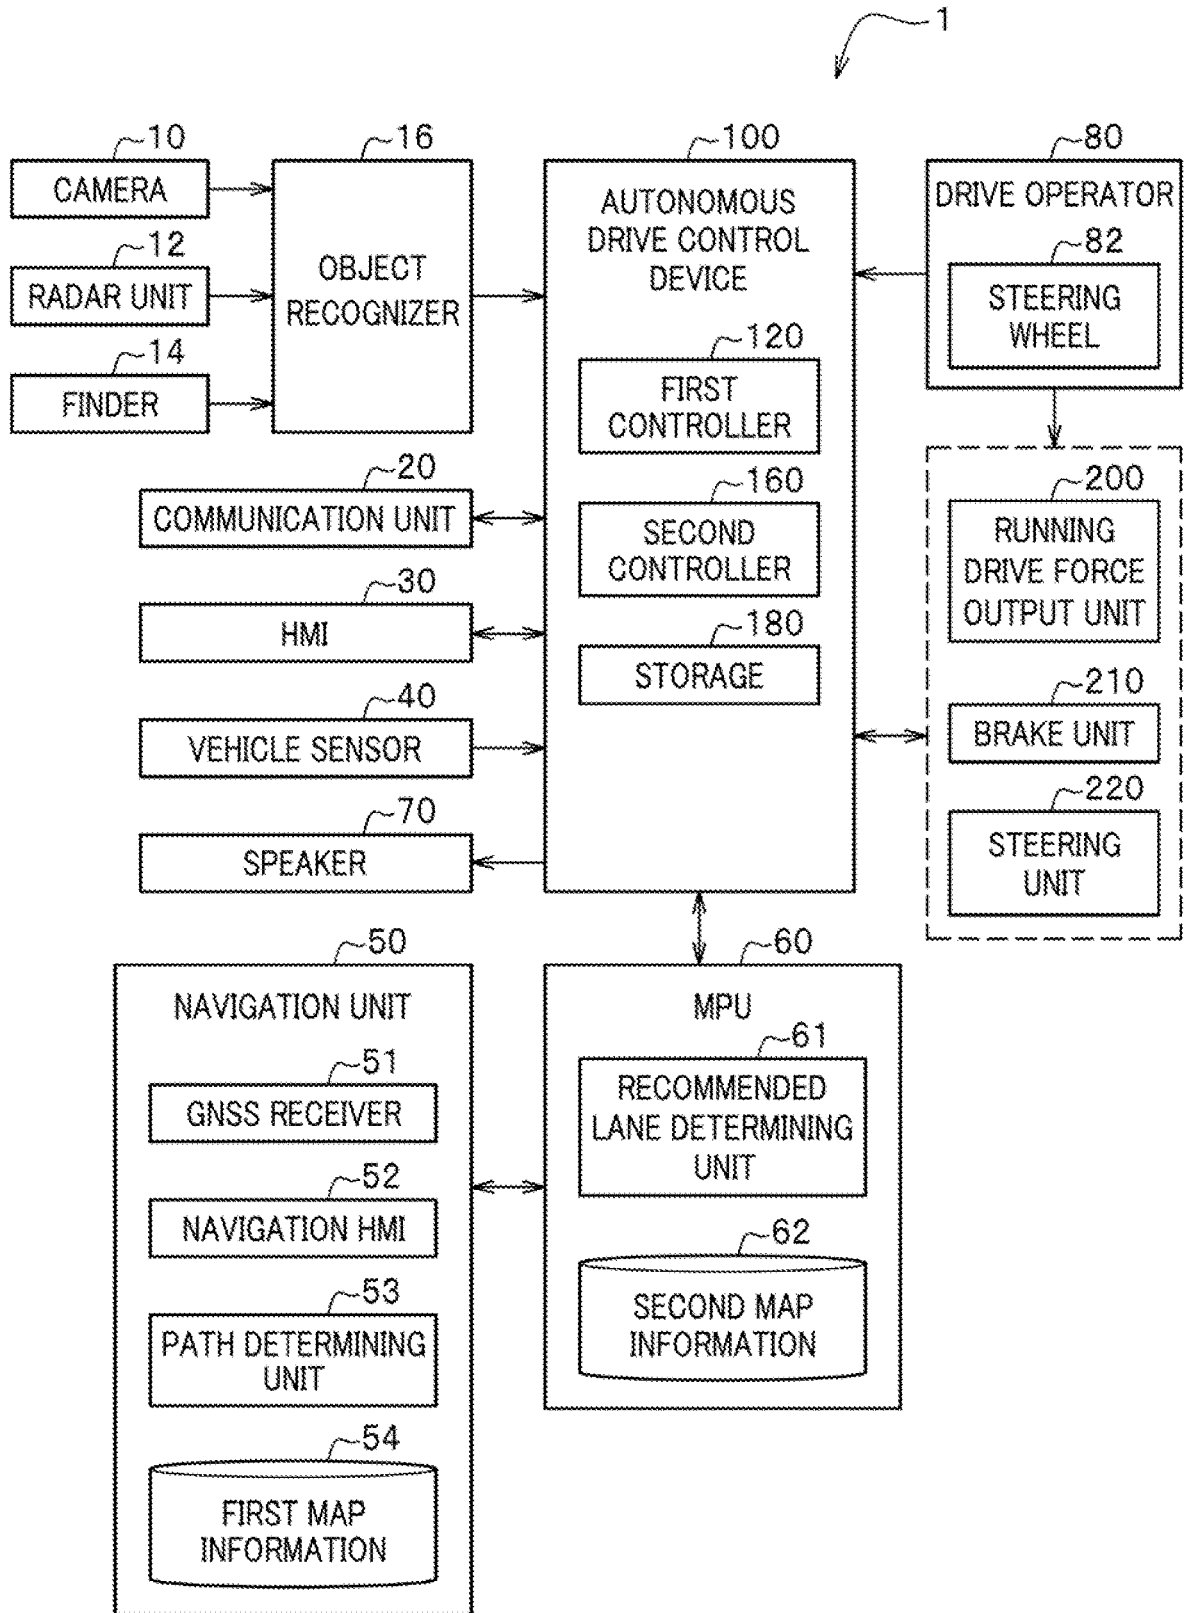 1
10
CAMERA
12
RADAR UNIT
14
FINDER
16
OBJECT
RECOGNIZER
20
COMMUNICATION UNIT
30
HMI
40
VEHICLE SENSOR
70
SPEAKER
100
AUTONOMOUS
DRIVE CONTROL
DEVICE
120
FIRST
CONTROLLER
160
SECOND
CONTROLLER
180
STORAGE
80
DRIVE OPERATOR
82
STEERING
WHEEL
200
RUNNING
DRIVE FORCE
OUTPUT UNIT
210
BRAKE UNIT
220
STEERING
UNIT
50
NAVIGATION UNIT
51
GNSS RECEIVER
52
NAVIGATION HMI
53
PATH DETERMINING
UNIT
54
FIRST MAP
INFORMATION
60
MPU
61
RECOMMENDED
LANE DETERMINING
UNIT
62
SECOND MAP
INFORMATION